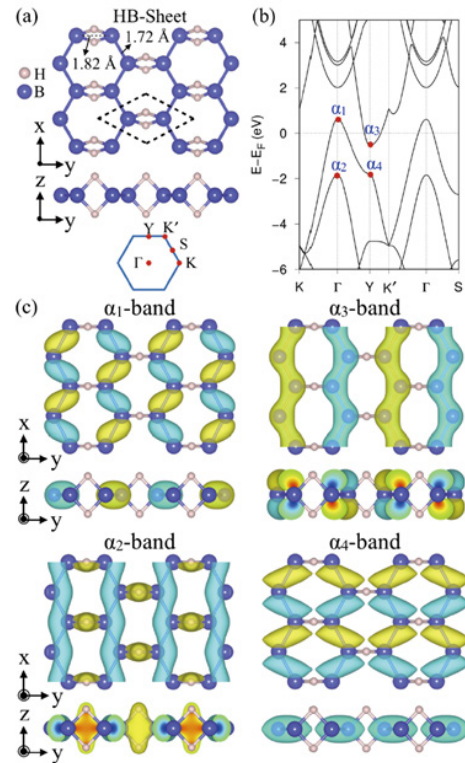 (a)
HB-Sheet
1.72 Å
1.82 Å
H
B
x
y
z
y
Y K′
S
Γ
K
(b)
E−E_F (eV)
4
2
0
−2
−4
−6
α₁
α₂
α₃
α₄
K Γ Y K′ Γ S
(c)
α₁-band
α₃-band
x
y
z
y
α₂-band
α₄-band
x
y
z
y